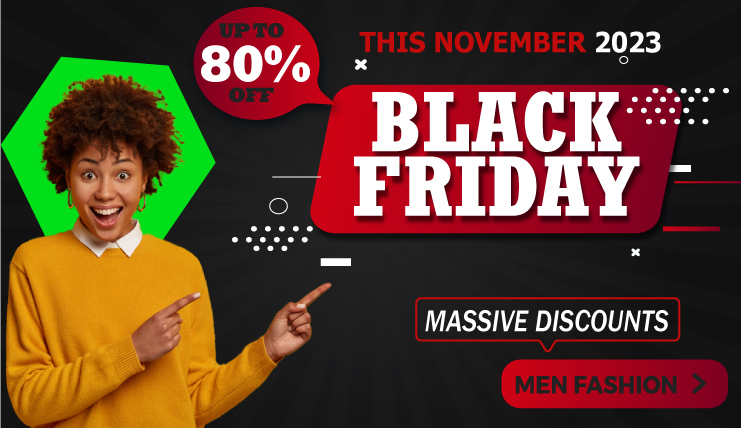 UP TO
80%
OFF
THIS NOVEMBER 2023
BLACK
FRIDAY
MASSIVE DISCOUNTS
MEN FASHION